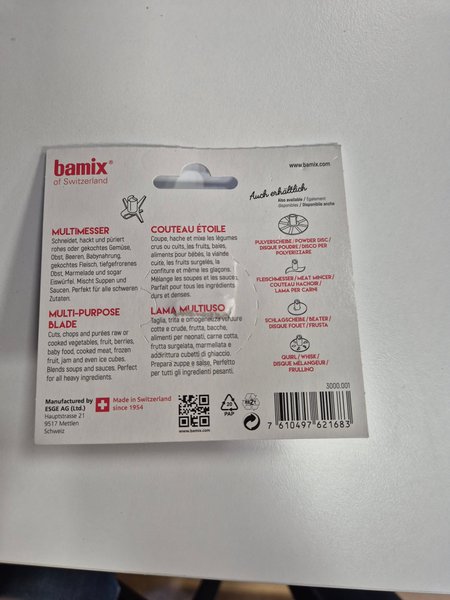 bamix®
of Switzerland
www.bamix.com
Auch erhältlich
Also available / Également
Disponibles / Disponibile anche
MULTIMESSER
Schneidet, hackt und püriert
rohes oder gekochtes Gemüse,
Obst, Beeren, Babynahrung,
gekochtes Fleisch, tiefgefrorenes
Obst, Marmelade und sogar
Eiswürfel. Mischt Suppen und
Saucen. Perfekt für alle schweren
Zutaten.
MULTI-PURPOSE
BLADE
Cuts, chops and purées raw or
cooked vegetables, fruit, berries,
baby food, cooked meat, frozen
fruit, jam and even ice cubes.
Blends soups and sauces. Perfect
for all heavy ingredients.
COUTEAU ÉTOILE
Coupe, hache et mixe les légumes
crus ou cuits, les fruits, baies,
aliments pour bébés, la viande
cuite, les fruits surgelés, la
confiture et même les glaçons.
Mélange les soupes et les sauces.
Parfait pour tous les ingrédients
durs et denses.
LAMA MULTIUSO
Taglia, trita e omogeneizza verdure
cotte e crude, frutta, bacche,
alimenti per neonati, carne cotta,
frutta surgelata, marmellata e
addirittura cubetti di ghiaccio.
Prepara zuppe e salse. Perfetto
per tutti gli ingredienti pesanti.
PULVERISIERSCHEIBE
PULVERSCHEIBE / POWDER DISC /
DISQUE POUDRE / DISCO PER
POLVERIZZARE
FLEISCHMESSER / MEAT MINCER /
COUTEAU HACHOIR /
LAMA PER CARNI
SCHLAGSCHEIBE / BEATER /
DISQUE FOUET / FRUSTA
QUIRL / WHISK /
DISQUE MÉLANGEUR /
FRULLINO
Manufactured by
ESGE AG (Ltd.)
Hauptstrasse 21
9517 Mettlen
Schweiz
Made in Switzerland
since 1954
www.bamix.com
20
PAP
3000.001
7 610497 621683